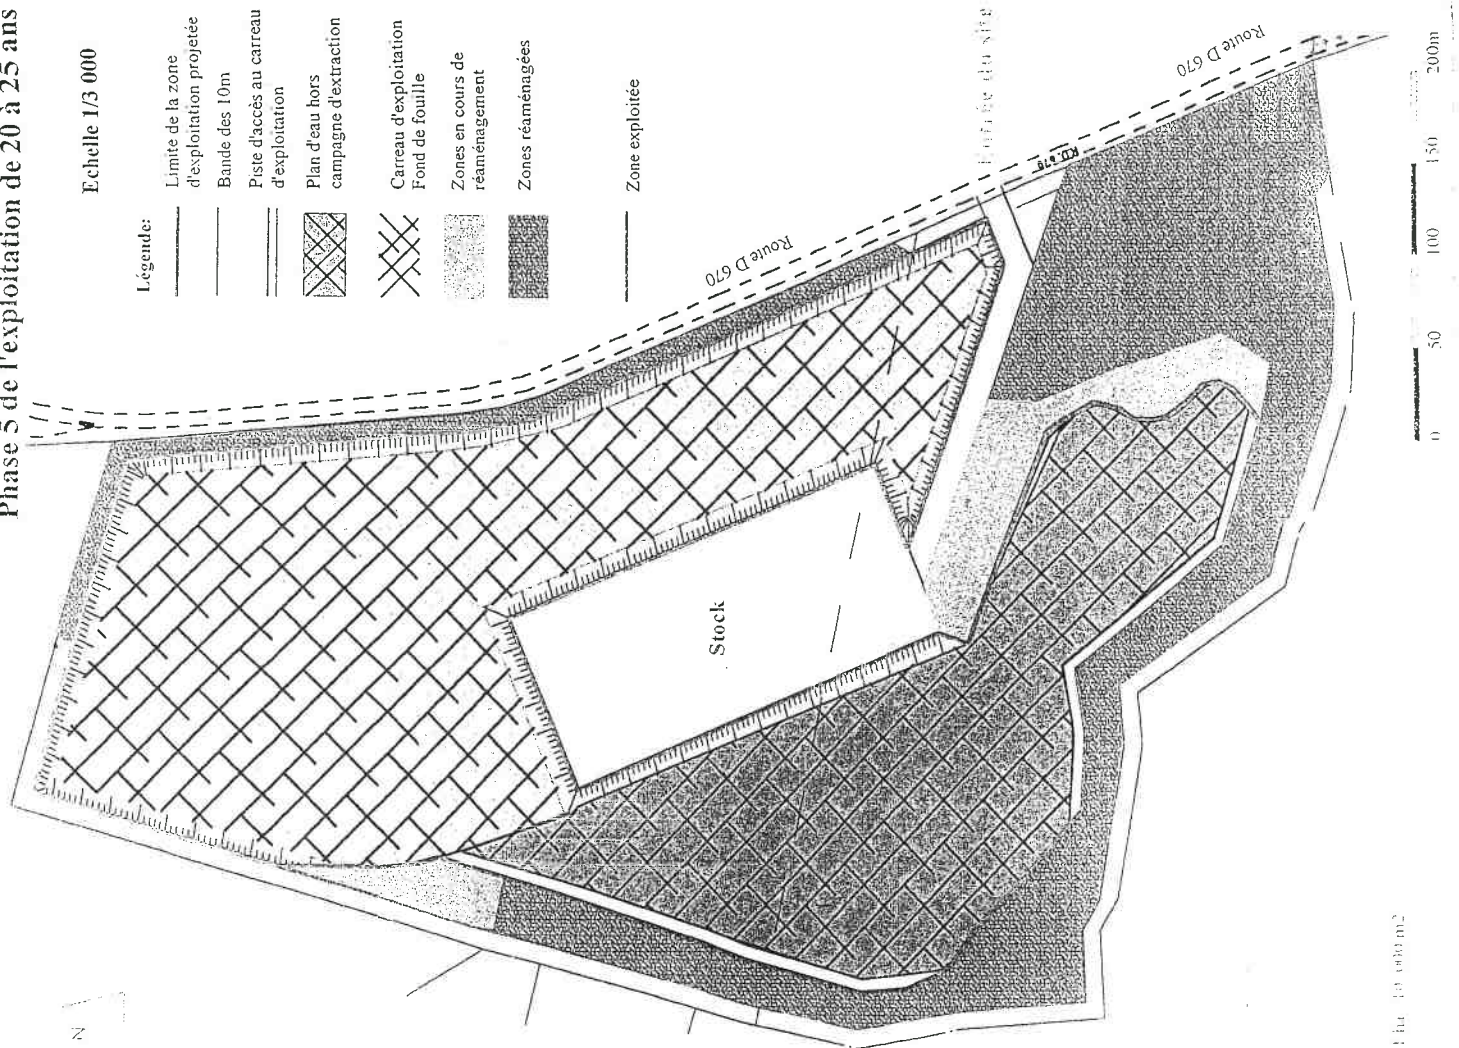 Phase 5 de l'exploitation de 20 à 25 ans
Echelle 1/3 000
Légende:
Limite de la zone
d'exploitation projetée
Bande des 10m
Piste d'accès au carreau
d'exploitation
Plan d'eau hors
campagne d'extraction
Carreau d'exploitation
Fond de fouille
Zones en cours de
réaménagement
Zones réaménagées
Zone exploitée
N
Route D 670
Route D 670
R.D. 670
Entrée du site
Stock
0 50 100 150 200m